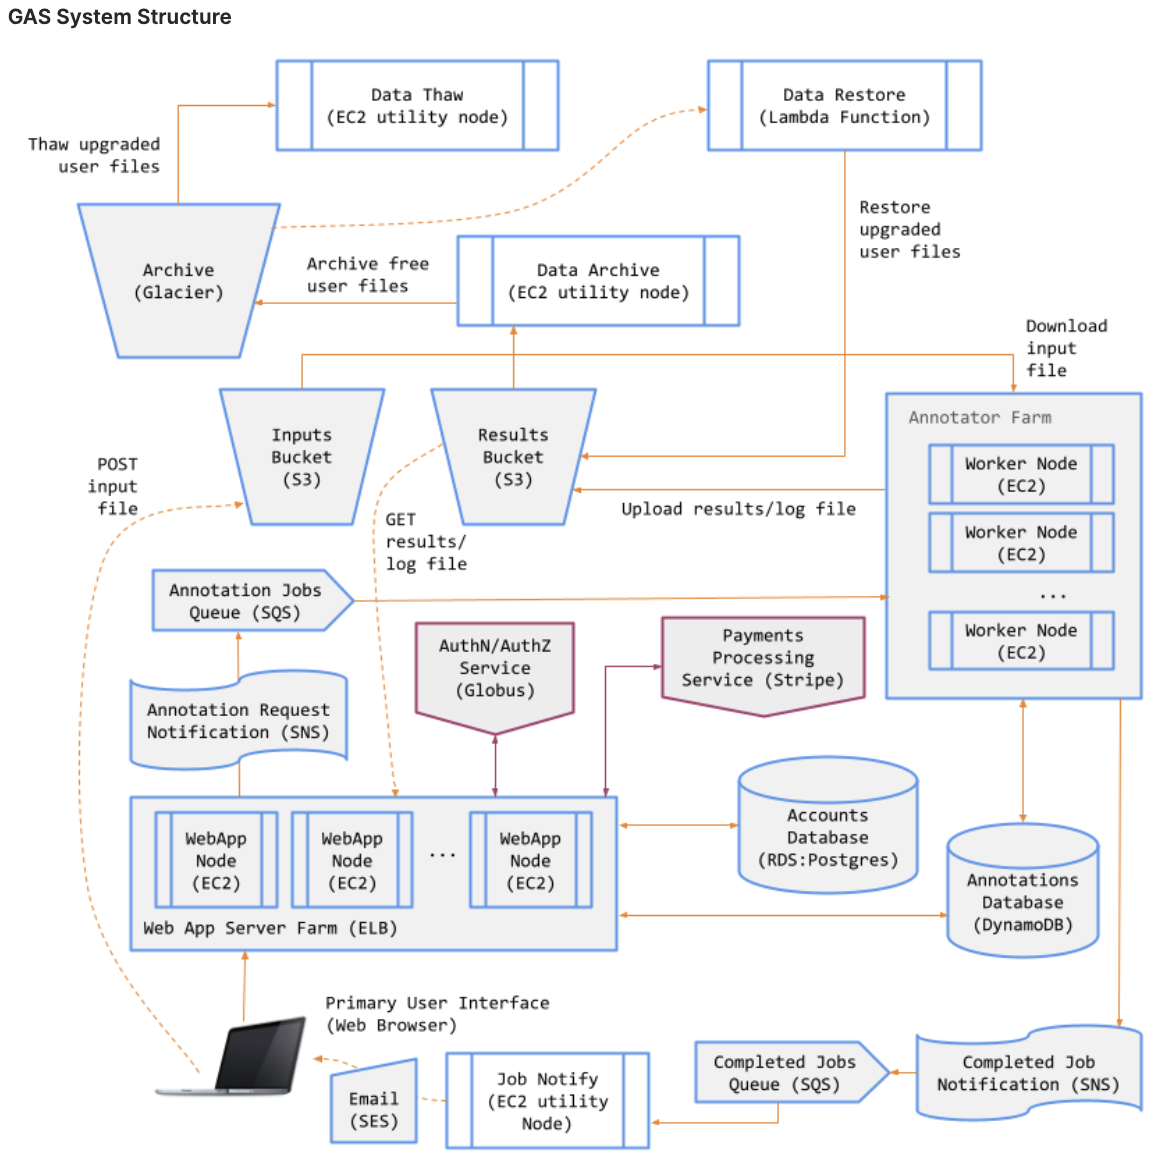 GAS System Structure
Data Thaw
(EC2 utility node)
Data Restore
(Lambda Function)
Thaw upgraded
user files
Restore
upgraded
user files
Archive
(Glacier)
Archive free
user files
Data Archive
(EC2 utility node)
Download
input
file
Inputs
Bucket
(S3)
Results
Bucket
(S3)
Annotator Farm
Worker Node
(EC2)
Worker Node
(EC2)
...
Worker Node
(EC2)
POST
input
file
Upload results/log file
GET
results/
log file
Annotation Jobs
Queue (SQS)
AuthN/AuthZ
Service
(Globus)
Payments
Processing
Service (Stripe)
Annotation Request
Notification (SNS)
WebApp
Node
(EC2)
WebApp
Node
(EC2)
...
WebApp
Node
(EC2)
Web App Server Farm (ELB)
Accounts
Database
(RDS:Postgres)
Annotations
Database
(DynamoDB)
Primary User Interface
(Web Browser)
Email
(SES)
Job Notify
(EC2 utility
Node)
Completed Jobs
Queue (SQS)
Completed Job
Notification (SNS)